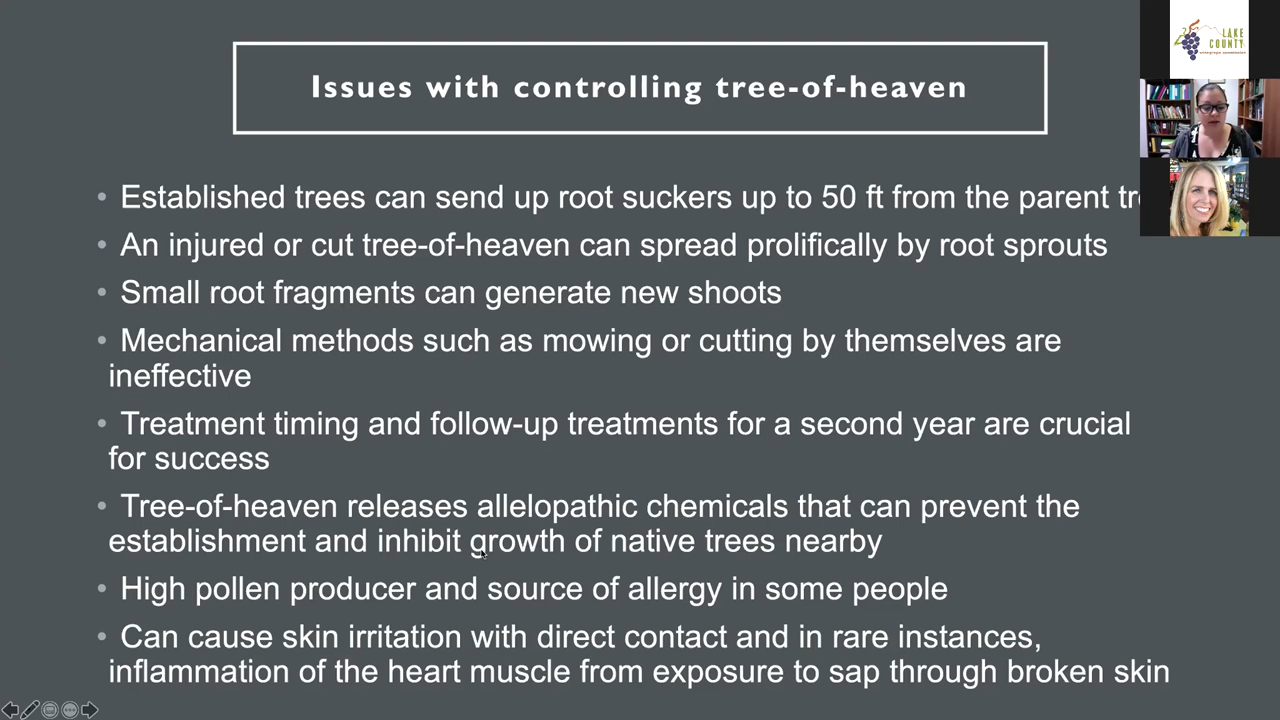 Issues with controlling tree-of-heaven
LAKE
COUNTY
• Established trees can send up root suckers up to 50 ft from the parent
• An injured or cut tree-of-heaven can spread prolifically by root sprouts
• Small root fragments can generate new shoots
• Mechanical methods such as mowing or cutting by themselves are
ineffective
• Treatment timing and follow-up treatments for a second year are crucial
for success
• Tree-of-heaven releases allelopathic chemicals that can prevent the
establishment and inhibit growth of native trees nearby
• High pollen producer and source of allergy in some people
• Can cause skin irritation with direct contact and in rare instances,
inflammation of the heart muscle from exposure to sap through broken skin